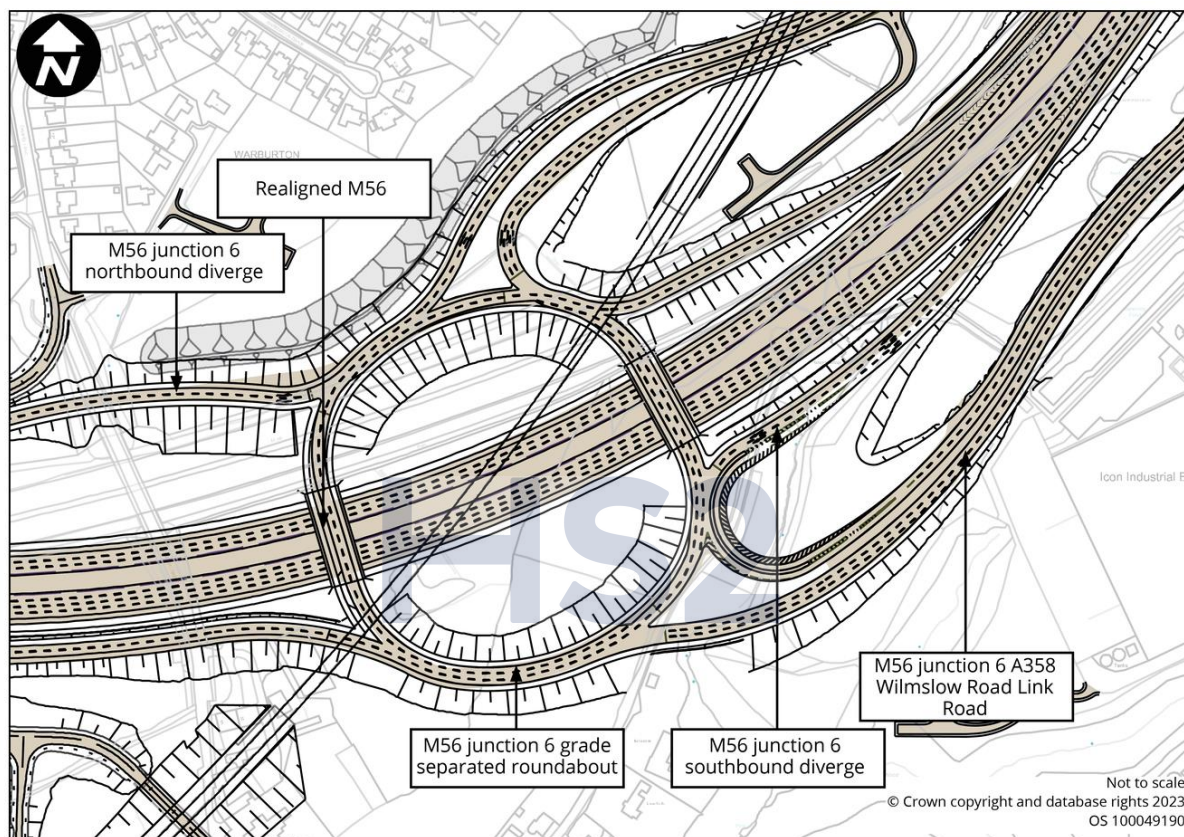 N
WARBURTON
Realigned M56
M56 junction 6
northbound diverge
HS2
Icon Industrial E
M56 junction 6 A358
Wilmslow Road Link
Road
M56 junction 6 grade
separated roundabout
M56 junction 6
southbound diverge
Not to scale
© Crown copyright and database rights 2023
OS 100049190